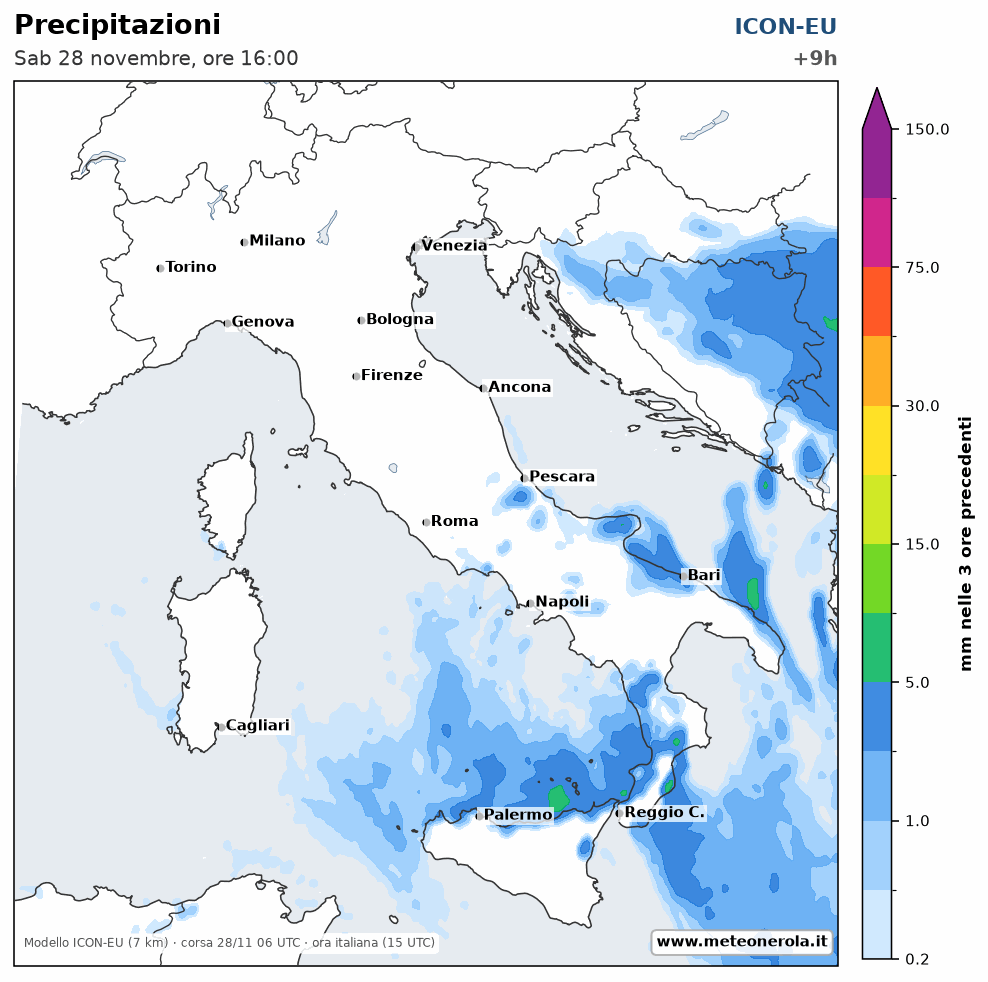 Precipitazioni
ICON-EU
Sab 28 novembre, ore 16:00
+9h
150.0
75.0
30.0
15.0
5.0
1.0
0.2
mm nelle 3 ore precedenti
Milano
Venezia
Torino
Genova
Bologna
Firenze
Ancona
Pescara
Roma
Bari
Napoli
Cagliari
Palermo
Reggio C.
Modello ICON-EU (7 km) · corsa 28/11 06 UTC · ora italiana (15 UTC)
www.meteonerola.it